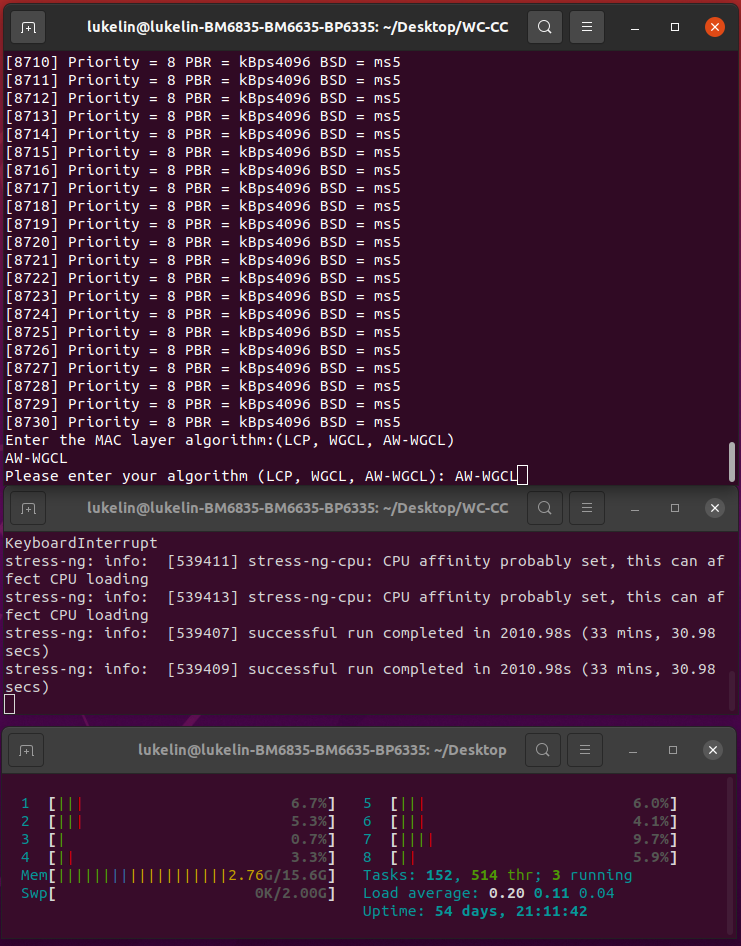 lukelin@lukelin-BM6835-BM6635-BP6335: ~/Desktop/WC-CC
[8710] Priority = 8 PBR = kBps4096 BSD = ms5
[8711] Priority = 8 PBR = kBps4096 BSD = ms5
[8712] Priority = 8 PBR = kBps4096 BSD = ms5
[8713] Priority = 8 PBR = kBps4096 BSD = ms5
[8714] Priority = 8 PBR = kBps4096 BSD = ms5
[8715] Priority = 8 PBR = kBps4096 BSD = ms5
[8716] Priority = 8 PBR = kBps4096 BSD = ms5
[8717] Priority = 8 PBR = kBps4096 BSD = ms5
[8718] Priority = 8 PBR = kBps4096 BSD = ms5
[8719] Priority = 8 PBR = kBps4096 BSD = ms5
[8720] Priority = 8 PBR = kBps4096 BSD = ms5
[8721] Priority = 8 PBR = kBps4096 BSD = ms5
[8722] Priority = 8 PBR = kBps4096 BSD = ms5
[8723] Priority = 8 PBR = kBps4096 BSD = ms5
[8724] Priority = 8 PBR = kBps4096 BSD = ms5
[8725] Priority = 8 PBR = kBps4096 BSD = ms5
[8726] Priority = 8 PBR = kBps4096 BSD = ms5
[8727] Priority = 8 PBR = kBps4096 BSD = ms5
[8728] Priority = 8 PBR = kBps4096 BSD = ms5
[8729] Priority = 8 PBR = kBps4096 BSD = ms5
[8730] Priority = 8 PBR = kBps4096 BSD = ms5
Enter the MAC layer algorithm:(LCP, WGCL, AW-WGCL)
AW-WGCL
Please enter your algorithm (LCP, WGCL, AW-WGCL): AW-WGCL
lukelin@lukelin-BM6835-BM6635-BP6335: ~/Desktop/WC-CC
KeyboardInterrupt
stress-ng: info:  [539411] stress-ng-cpu: CPU affinity probably set, this can af
fect CPU loading
stress-ng: info:  [539413] stress-ng-cpu: CPU affinity probably set, this can af
fect CPU loading
stress-ng: info:  [539407] successful run completed in 2010.98s (33 mins, 30.98
secs)
stress-ng: info:  [539409] successful run completed in 2010.98s (33 mins, 30.98
secs)
lukelin@lukelin-BM6835-BM6635-BP6335: ~/Desktop
1 [||| 6.7%] 5 [||| 6.0%]
2 [||| 5.3%] 6 [||| 4.1%]
3 [| 0.7%] 7 [|||| 9.7%]
4 [|| 3.3%] 8 [|| 5.9%]
Mem[|||||||||||||||||||2.76G/15.6G] Tasks: 152, 514 thr; 3 running
Swp[ 0K/2.00G] Load average: 0.20 0.11 0.04
Uptime: 54 days, 21:11:42